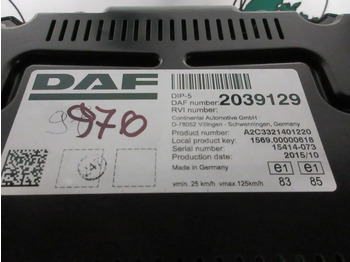 DAF
DIP-5
DAF number: 2039129
RVI number:
Continental Automotive GmbH
D-78052 Villingen - Schwenningen, Germany
Product number: A2C3321401220
Local product key: 1569.00000618
Serial number: 15414-073
Production date: 2015/10
Made in Germany
970
vmin. 25 km/h vmax.125km/h
e1 e1
83 85